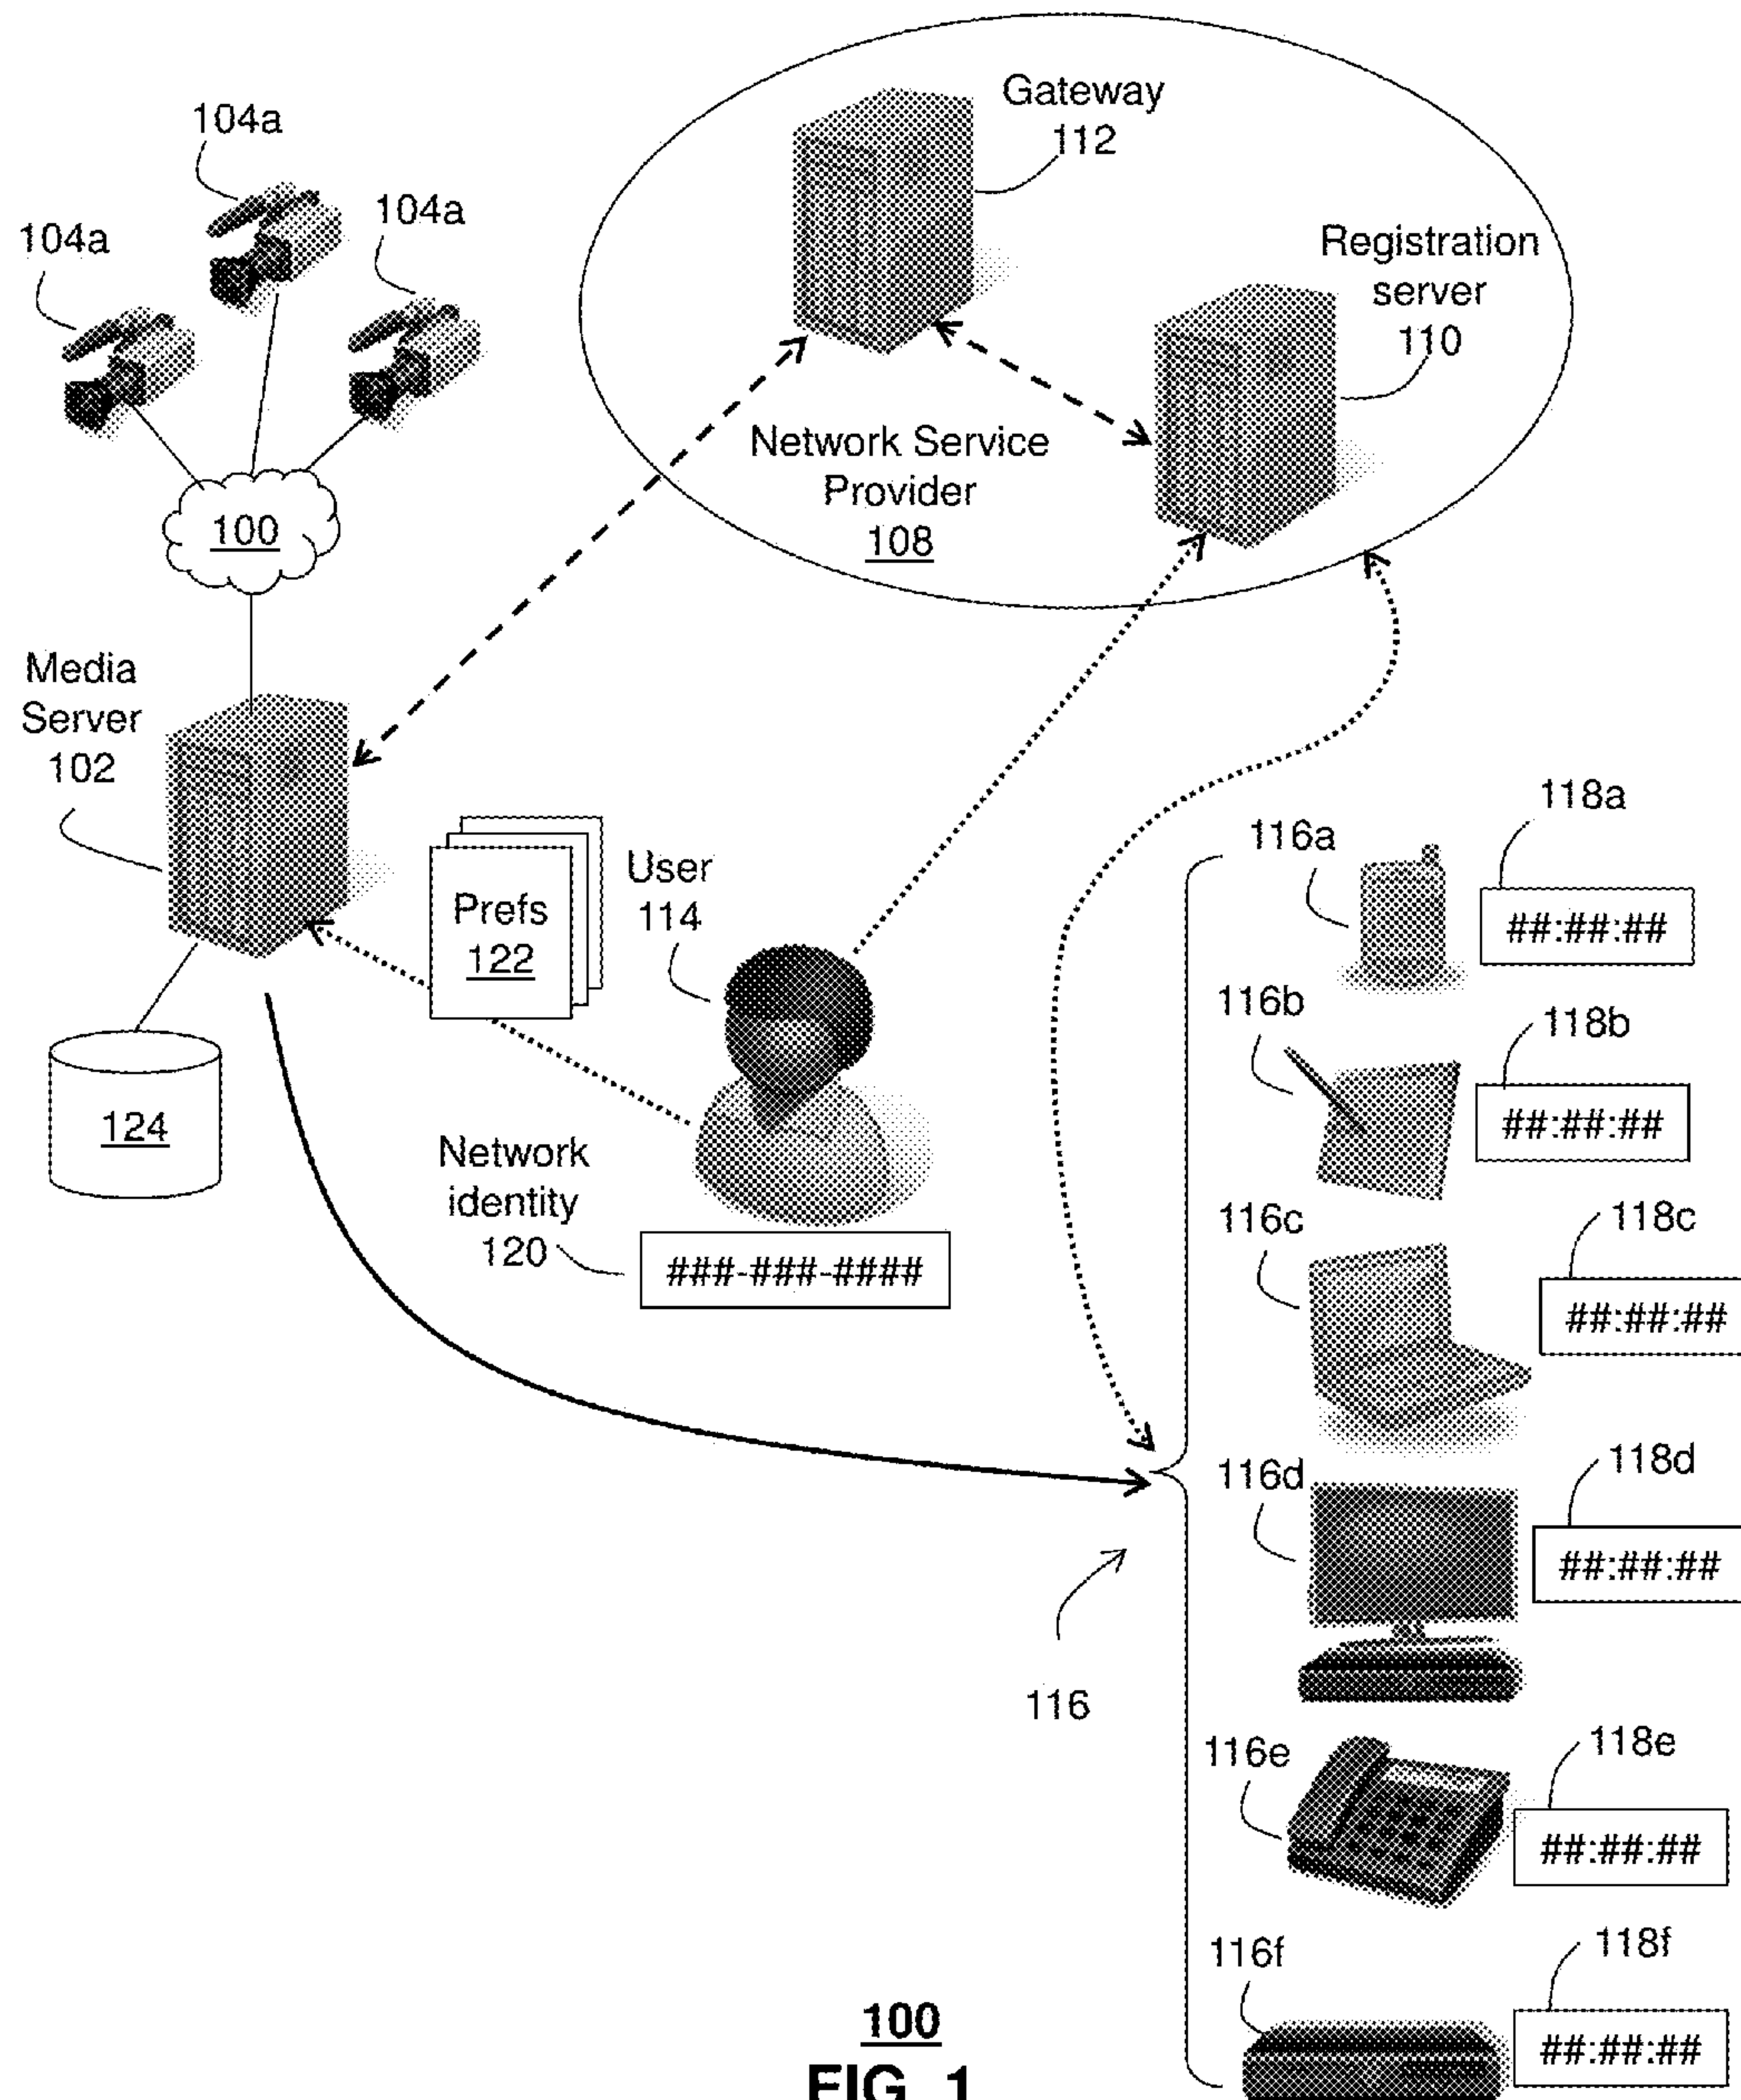 Gateway
112
104a
104a
104a
Registration
server
110
Network Service
Provider
108
100
Media
Server
102
User
114
Prefs
122
118a
116a
##:##:##
116b
118b
##:##:##
124
Network
identity
120
###-###-####
116c
118c
##:##:##
116d
118d
##:##:##
116
116e
118e
##:##:##
116f
118f
##:##:##
100
FIG. 1